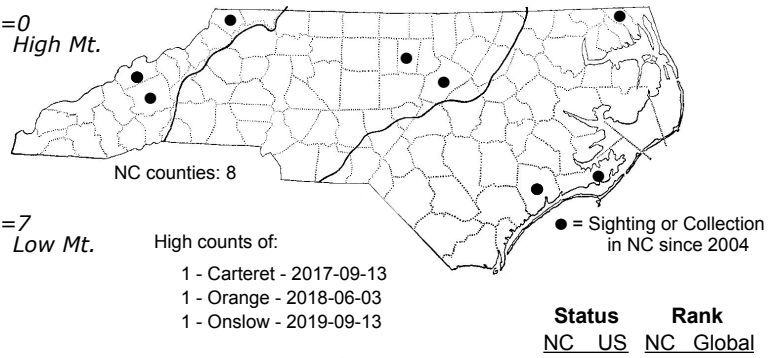 =0
High Mt.
NC counties: 8
=7
Low Mt.
High counts of:
1 - Carteret - 2017-09-13
1 - Orange - 2018-06-03
1 - Onslow - 2019-09-13
● = Sighting or Collection
in NC since 2004
Status Rank
NC US NC Global